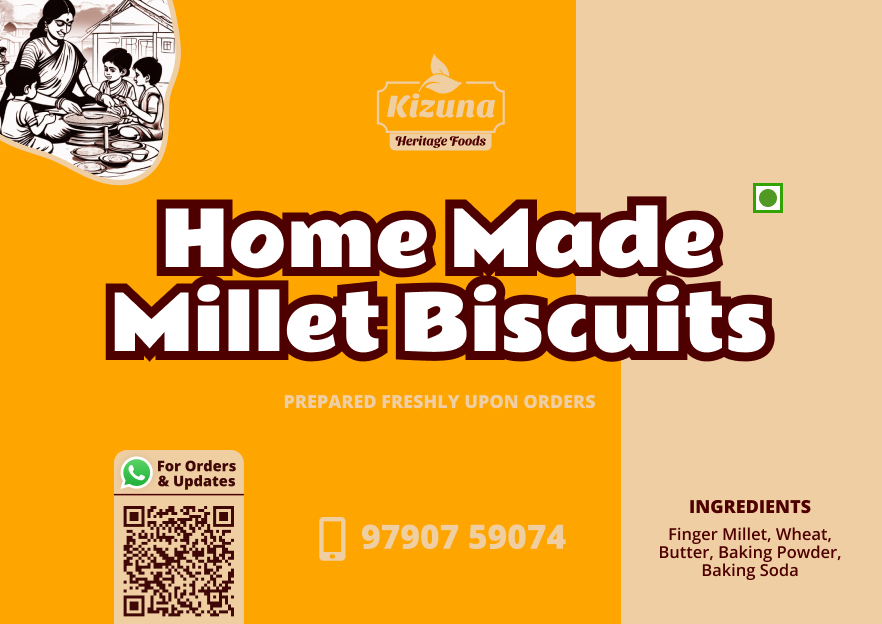 Kizuna
Heritage Foods
Home Made
Millet Biscuits
PREPARED FRESHLY UPON ORDERS
For Orders
& Updates
97907 59074
INGREDIENTS
Finger Millet, Wheat,
Butter, Baking Powder,
Baking Soda